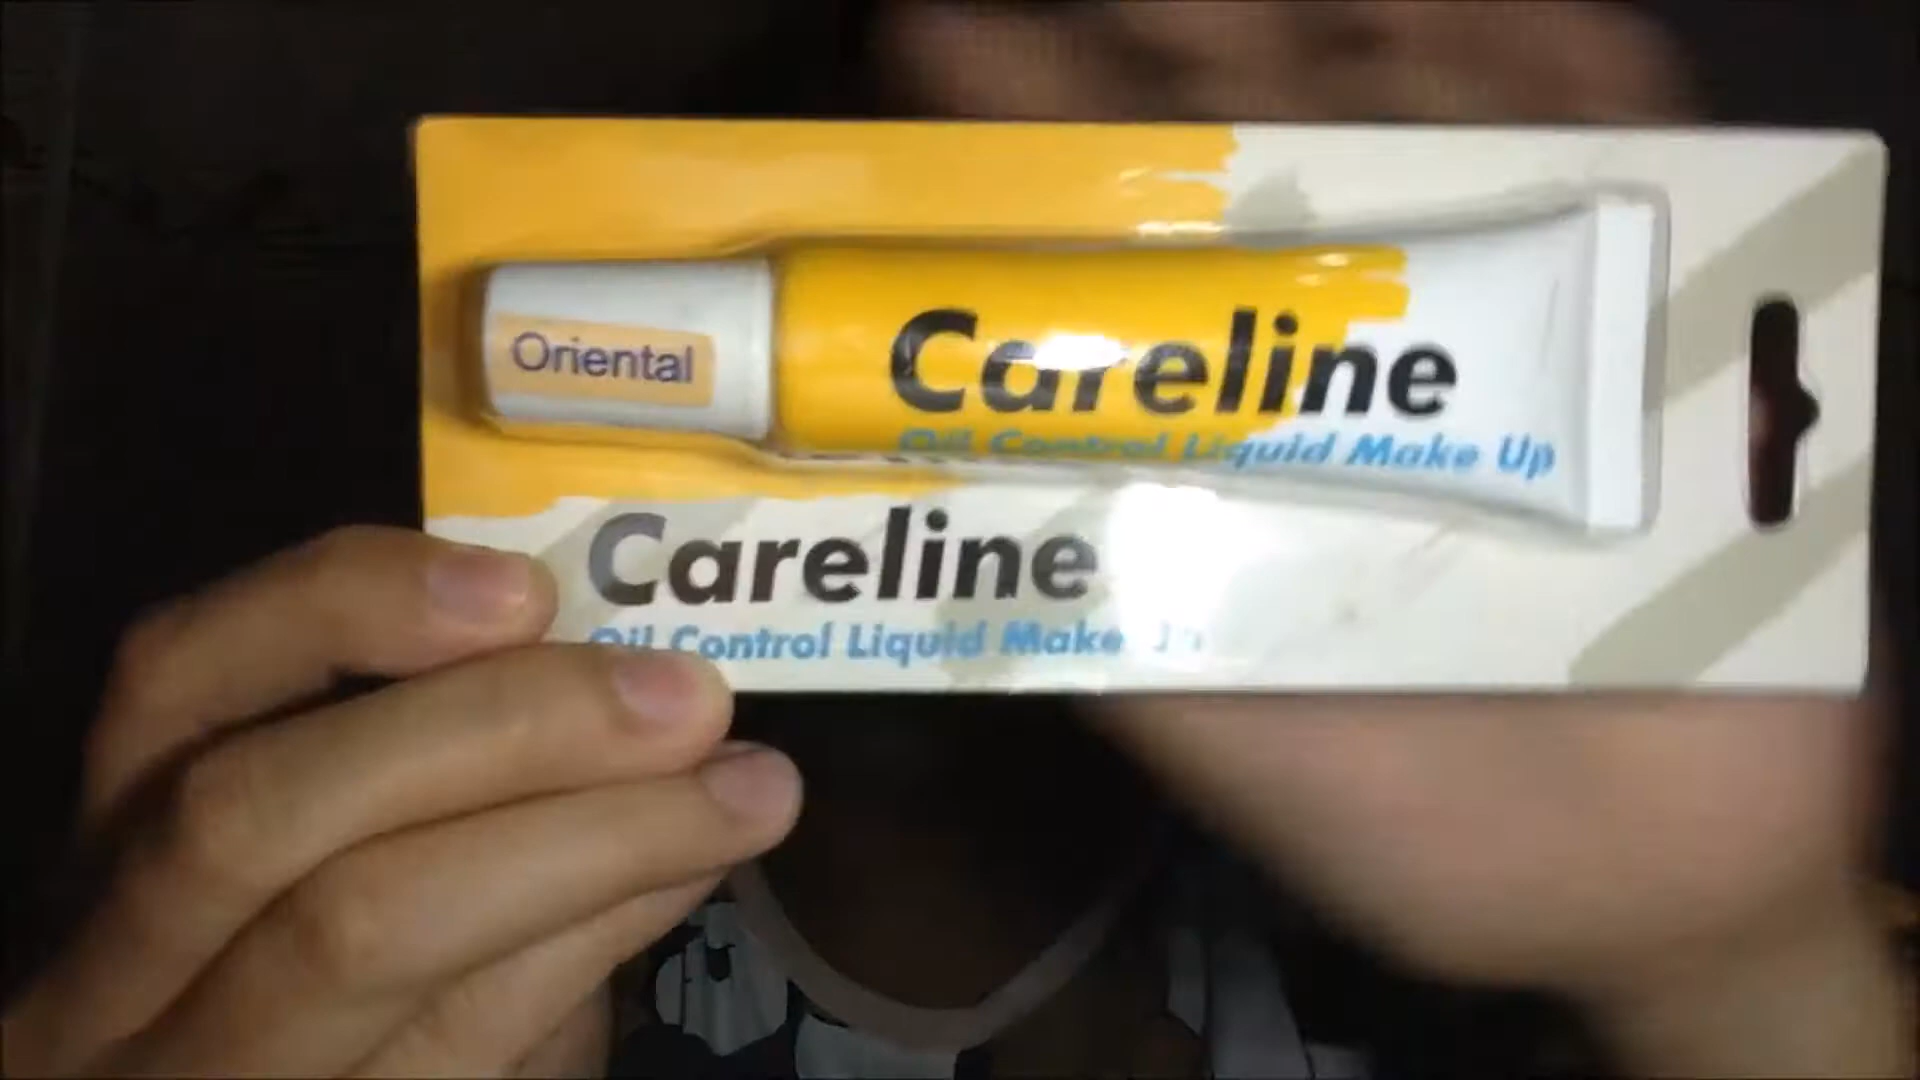 Oriental
Careline
Oil Control Liquid Make Up
Careline
Oil Control Liquid Make